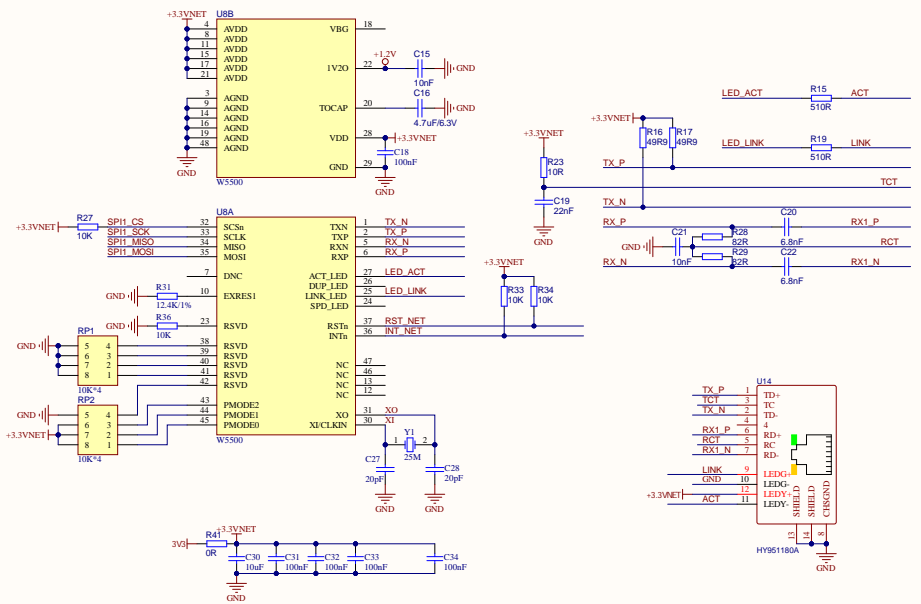 +3.3VNET
U8B
4 AVDD
8 AVDD
11 AVDD
15 AVDD
17 AVDD
21 AVDD
3 AGND
9 AGND
14 AGND
16 AGND
19 AGND
48 AGND
GND
W5500
VBG 18
1V2O 22
TOCAP 20
VDD 28
GND 29
+1.2V
C15
10nF
GND
C16
4.7uF/6.3V
GND
+3.3VNET
C18
100nF
GND
U8A
+3.3VNET
R27
10K
SPI1_CS 32 SCSn
SPI1_SCK 33 SCLK
SPI1_MISO 34 MISO
SPI1_MOSI 35 MOSI
7 DNC
GND
R31
12.4K/1%
10 EXRES1
GND
R36
10K
23 RSVD
38 RSVD
39 RSVD
40 RSVD
41 RSVD
42 RSVD
43 PMODE2
44 PMODE1
45 PMODE0
W5500
RP1
GND
5 4
6 3
7 2
8 1
10K*4
RP2
GND
+3.3VNET
5 4
6 3
7 2
8 1
10K*4
TXN 1 TX_N
TXP 2 TX_P
RXN 5 RX_N
RXP 6 RX_P
ACT_LED 27 LED_ACT
DUP_LED 26
LINK_LED 25 LED_LINK
SPD_LED 24
RSTn 37 RST_NET
INTn 36 INT_NET
NC 47
NC 46
NC 13
NC 12
XO 31 XO
XI/CLKIN 30 XI
+3.3VNET
R33
10K
R34
10K
Y1
1 2
25M
C27
20pF
GND
C28
20pF
GND
3V3
R41
0R
+3.3VNET
C30
10uF
C31
100nF
C32
100nF
C33
100nF
C34
100nF
GND
LED_ACT
R15
510R
ACT
LED_LINK
R19
510R
LINK
+3.3VNET
R16
49R9
R17
49R9
TX_P
+3.3VNET
R23
10R
TCT
C19
22nF
GND
TX_N
RX_P
C20
6.8nF
RX1_P
GND
C21
10nF
R28
82R
RCT
R29
82R
RX_N
C22
6.8nF
RX1_N
U14
TX_P 1 TD+
TCT 3 TC
TX_N 2 TD-
4 4
RX1_P 6 RD+
RCT 5 RC
RX1_N 7 RD-
LINK 9 LEDG+
GND 10 LEDG-
+3.3VNET 12 LEDY+
ACT 11 LEDY-
SHIELD
SHIELD
CHSGND
13
14
8
HY951180A
GND